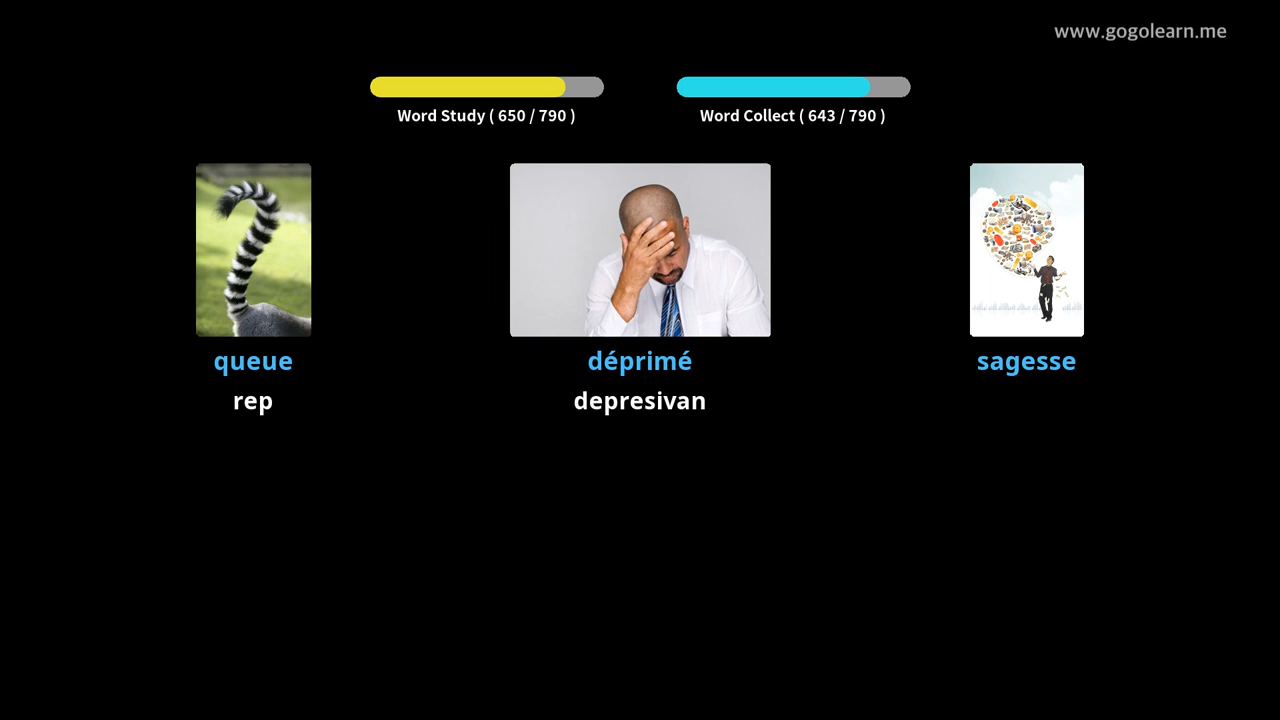 www.gogolearn.me
Word Study ( 650 / 790 )
Word Collect ( 643 / 790 )
queue
déprimé
sagesse
rep
depresivan